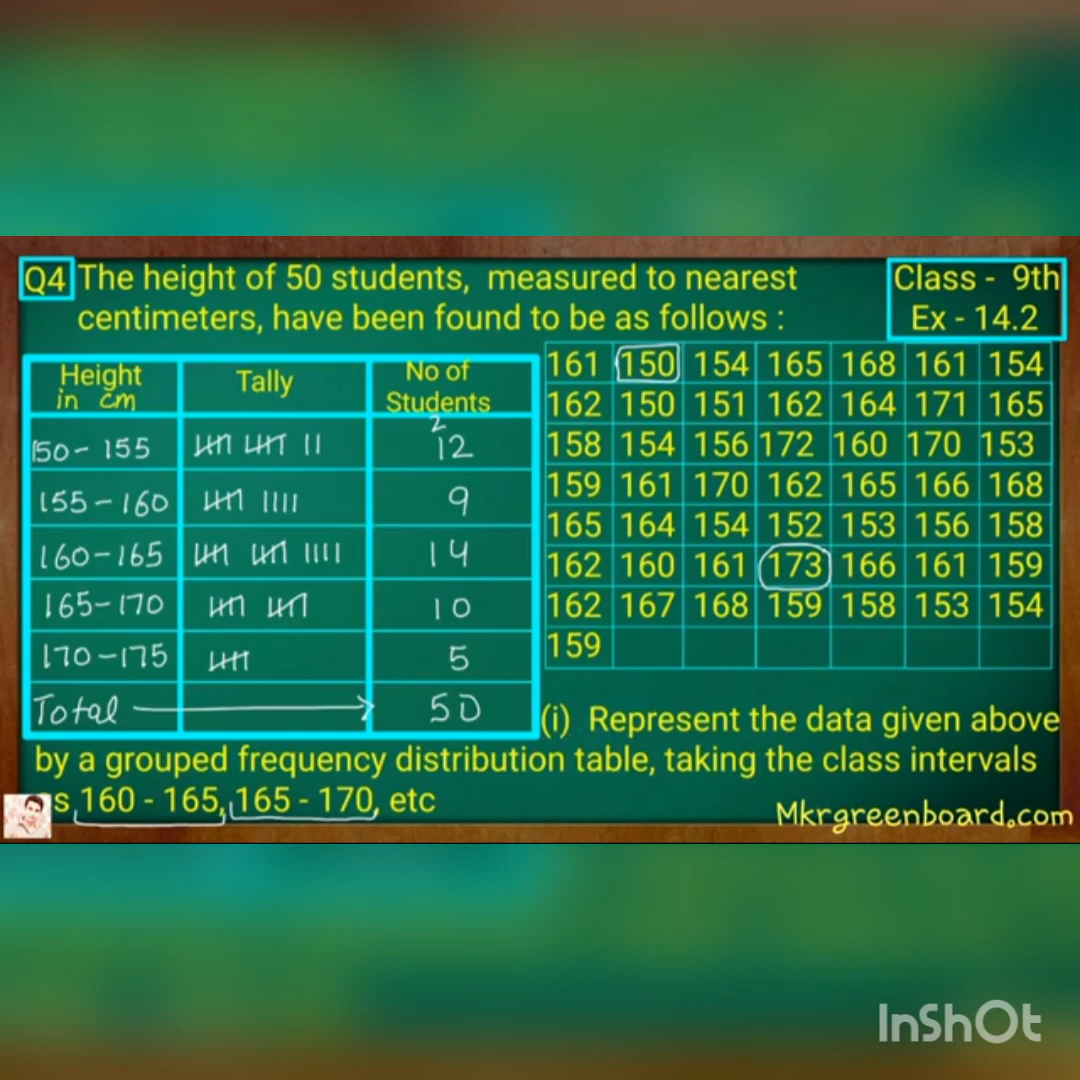 Q4 The height of 50 students, measured to nearest
centimeters, have been found to be as follows :
Class - 9th
Ex - 14.2
Height in cm Tally No of Students
150 - 155 𝍸 𝍸 || 2 12
155 - 160 𝍸 |||| 9
160 - 165 𝍸 𝍸 |||| 14
165 - 170 𝍸 𝍸 10
170 - 175 𝍸 5
Total → 50
161 150 154 165 168 161 154
162 150 151 162 164 171 165
158 154 156 172 160 170 153
159 161 170 162 165 166 168
165 164 154 152 153 156 158
162 160 161 173 166 161 159
162 167 168 159 158 153 154
159
(i) Represent the data given above
by a grouped frequency distribution table, taking the class intervals
s 160 - 165, 165 - 170, etc
Mkrgreenboard.com
InShOt